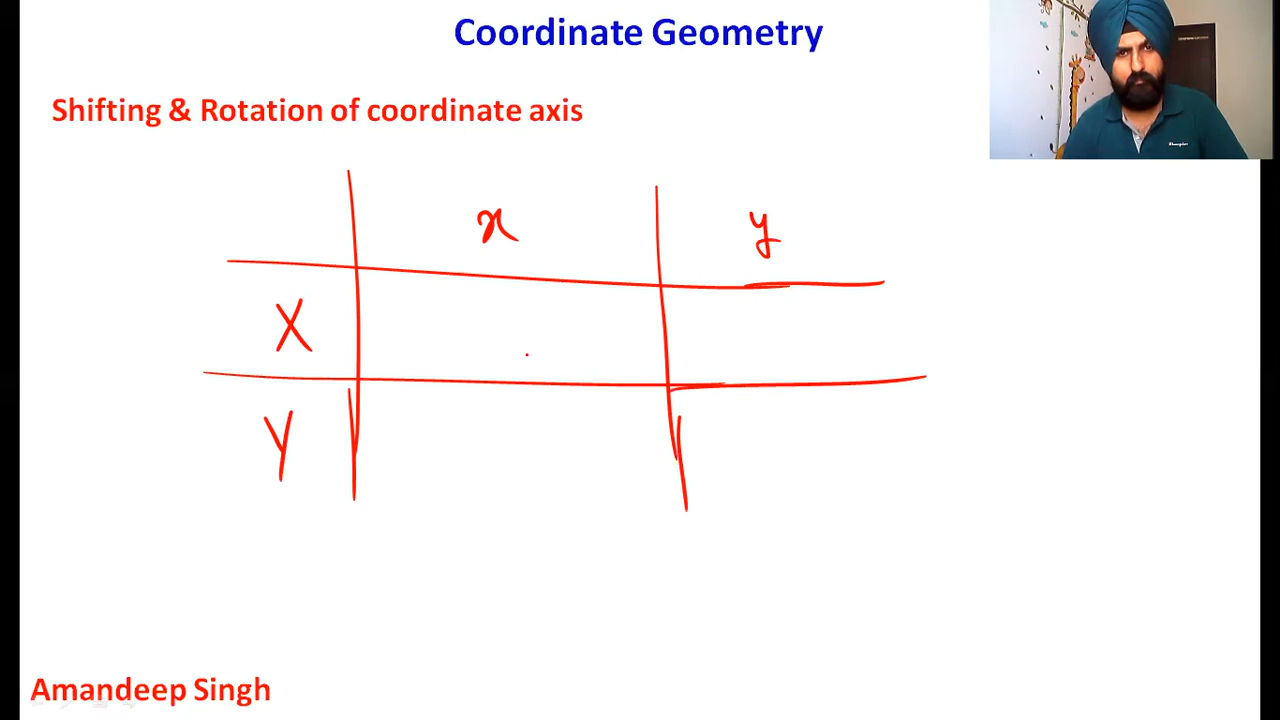 Coordinate Geometry
Shifting & Rotation of coordinate axis
x y
X
Y
Amandeep Singh